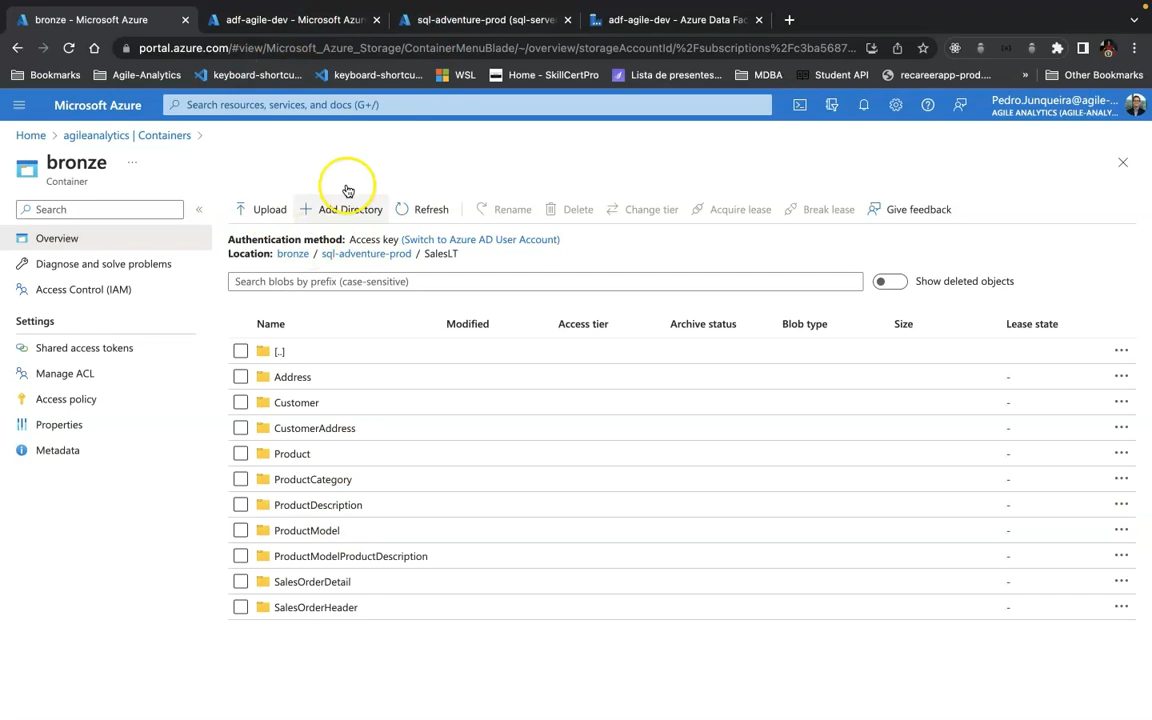 bronze - Microsoft Azure
adf-agile-dev - Microsoft Azur
sql-adventure-prod (sql-serve
adf-agile-dev - Azure Data Fac
portal.azure.com/#view/Microsoft_Azure_Storage/ContainerMenuBlade/~/overview/storageAccountId/%2Fsubscriptions%2Fc3ba5687...
Bookmarks
Agile-Analytics
keyboard-shortcu...
keyboard-shortcu...
WSL
Home - SkillCertPro
Lista de presentes...
MDBA
Student API
recareerapp-prod....
»
Other Bookmarks
Microsoft Azure
Search resources, services, and docs (G+/)
PedroJunqueira@agile-...
AGILE ANALYTICS (AGILE-ANALY...
Home > agileanalytics | Containers >
bronze ...
Container
Search
«
Upload
Add Directory
Refresh
Rename
Delete
Change tier
Acquire lease
Break lease
Give feedback
Overview
Diagnose and solve problems
Access Control (IAM)
Settings
Shared access tokens
Manage ACL
Access policy
Properties
Metadata
Authentication method: Access key (Switch to Azure AD User Account)
Location: bronze / sql-adventure-prod / SalesLT
Search blobs by prefix (case-sensitive)
Show deleted objects
Name Modified Access tier Archive status Blob type Size Lease state
[..] ...
Address - ...
Customer - ...
CustomerAddress - ...
Product - ...
ProductCategory - ...
ProductDescription - ...
ProductModel - ...
ProductModelProductDescription - ...
SalesOrderDetail - ...
SalesOrderHeader - ...